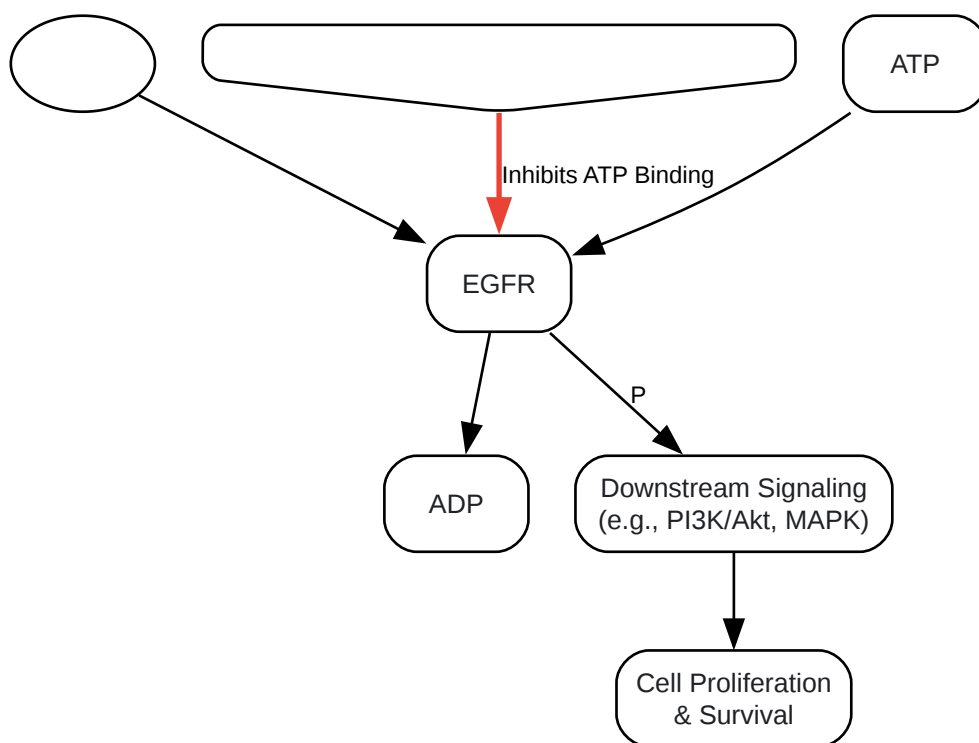 ATP
Inhibits ATP Binding
EGFR
P
ADP
Downstream Signaling
(e.g., PI3K/Akt, MAPK)
Cell Proliferation
& Survival